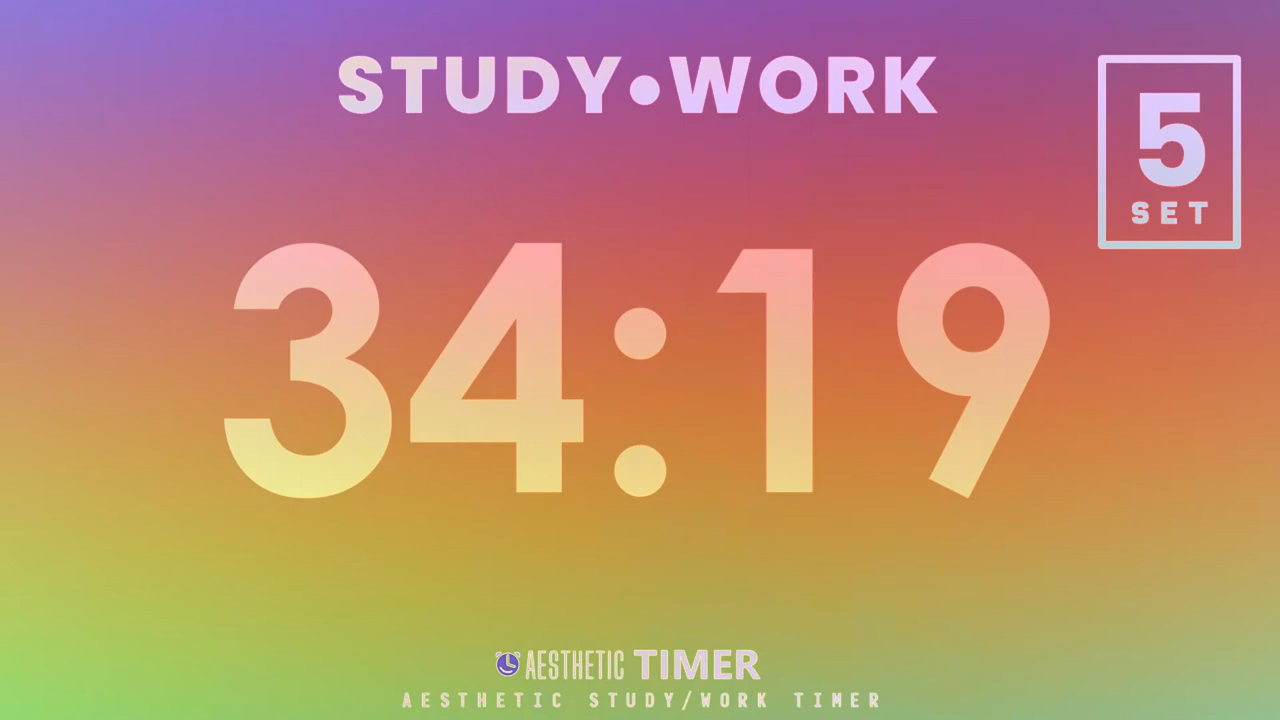 STUDY•WORK
5
SET
34:19
AESTHETIC TIMER
AESTHETIC STUDY/WORK TIMER